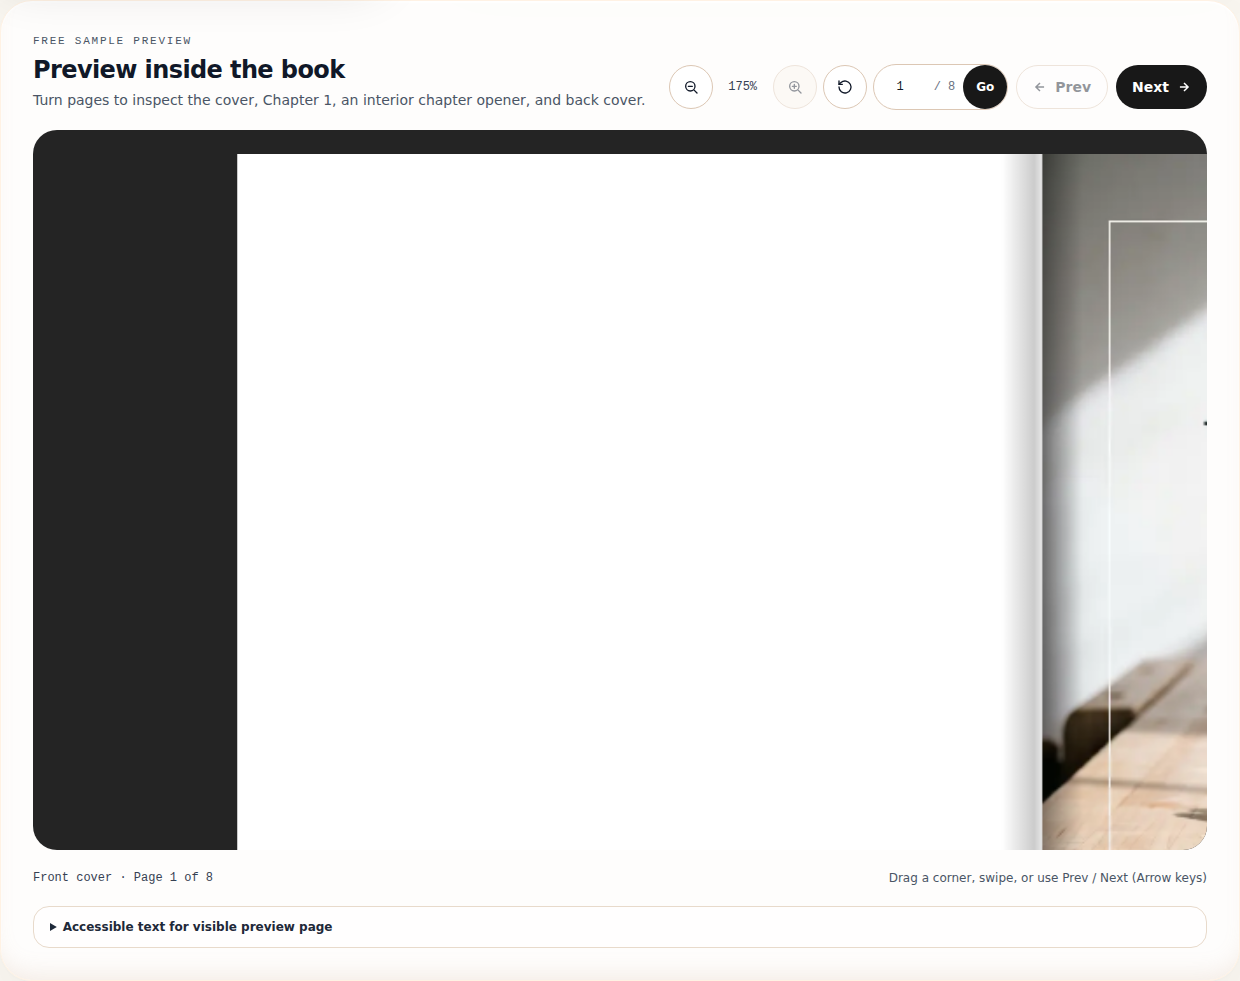 FREE SAMPLE PREVIEW
Preview inside the book
Turn pages to inspect the cover, Chapter 1, an interior chapter opener, and back cover.
175%
1 / 8 Go
Prev
Next
Front cover · Page 1 of 8
Drag a corner, swipe, or use Prev / Next (Arrow keys)
Accessible text for visible preview page